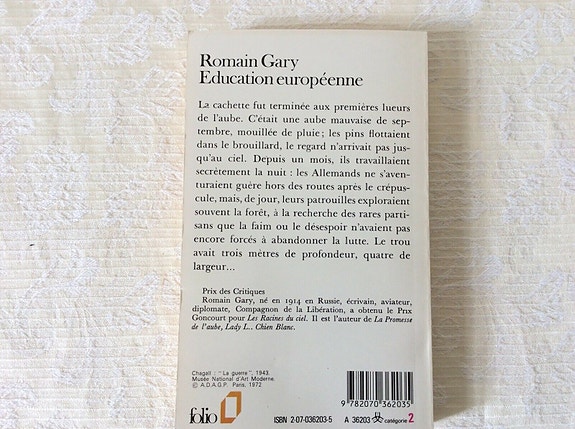 Romain Gary
Education européenne
La cachette fut terminée aux premières lueurs
de l'aube. C'était une aube mauvaise de sep-
tembre, mouillée de pluie; les pins flottaient
dans le brouillard, le regard n'arrivait pas jus-
qu'au ciel. Depuis un mois, ils travaillaient
secrètement la nuit : les Allemands ne s'aven-
turaient guère hors des routes après le crépus-
cule, mais, de jour, leurs patrouilles exploraient
souvent la forêt, à la recherche des rares parti-
sans que la faim ou le désespoir n'avaient pas
encore forcés à abandonner la lutte. Le trou
avait trois mètres de profondeur, quatre de
largeur...
Prix des Critiques
Romain Gary, né en 1914 en Russie, écrivain, aviateur,
diplomate, Compagnon de la Libération, a obtenu le Prix
Goncourt pour Les Racines du ciel. Il est l'auteur de La Promesse
de l'aube, Lady L.. Chien Blanc.
Chagall : "La guerre", 1943.
Musée National d'Art Moderne.
© A.D.A.G.P. Paris, 1972
folio
9 782070 362035
ISBN 2-07-036203-5 A 36203 catégorie 2